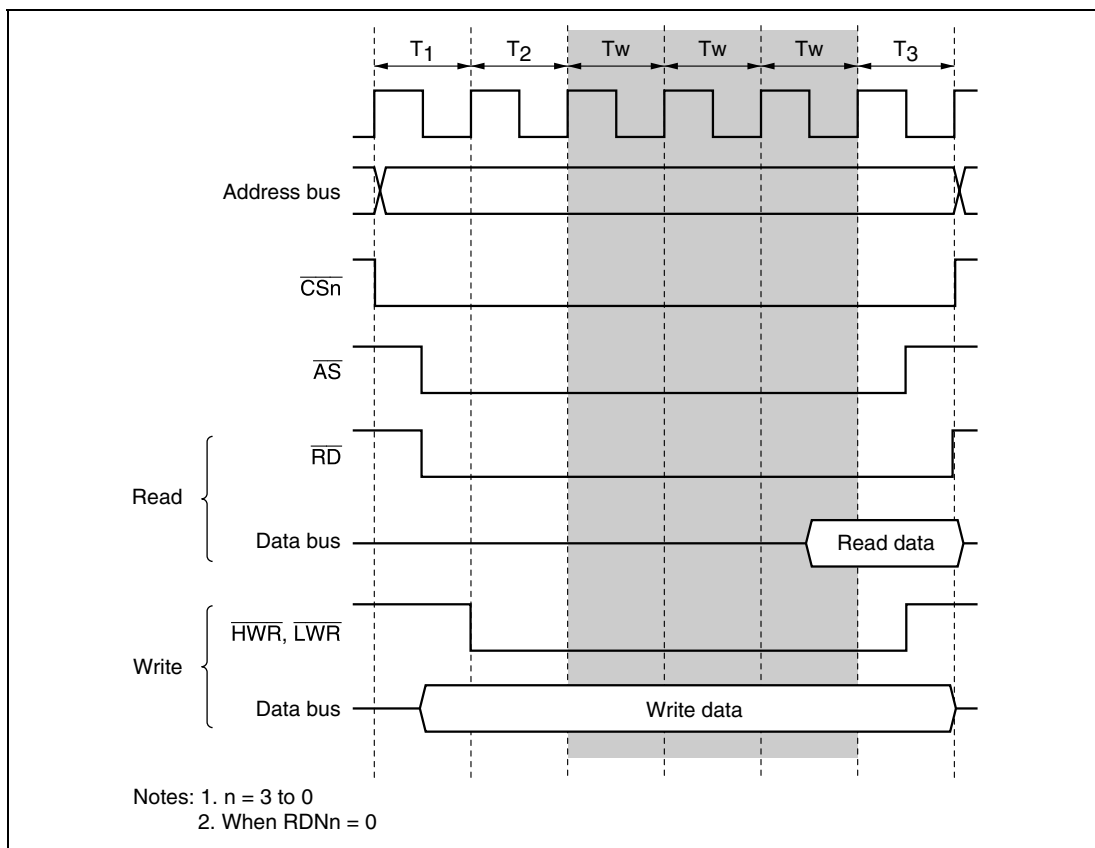 T1 T2 Tw Tw Tw T3
Address bus
CSn
AS
RD
Read
Data bus
Read data
HWR, LWR
Write
Data bus
Write data
Notes: 1. n = 3 to 0
2. When RDNn = 0